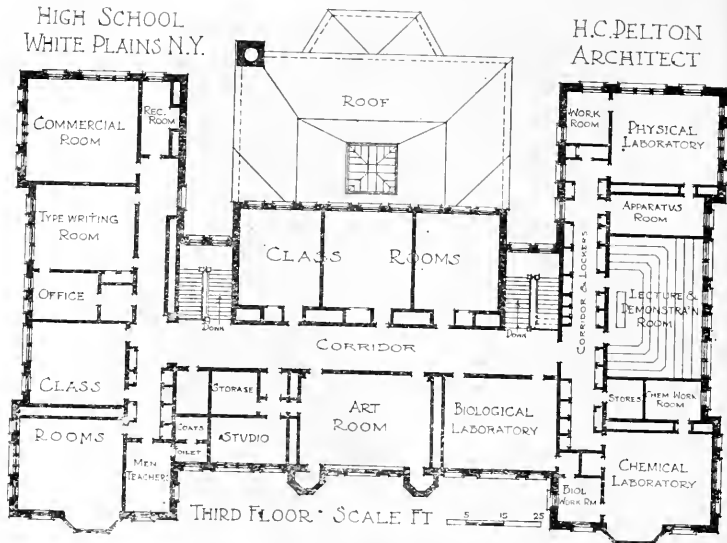 HIGH SCHOOL
WHITE PLAINS N.Y.
H.C. PELTON
ARCHITECT
ROOF
COMMERCIAL
ROOM
REC.
ROOM
WORK
ROOM
PHYSICAL
LABORATORY
APPARATUS
ROOM
TYPEWRITING
ROOM
CLASS ROOMS
CORRIDOR & LOCKERS
LECTURE &
DEMONSTRA'N
ROOM
OFFICE
DOWN
DOWN
CORRIDOR
CLASS
ROOMS
STORAGE
ART
ROOM
BIOLOGICAL
LABORATORY
STORES
CHEM WORK
ROOM
COATS
STUDIO
TOILET
MEN
TEACHERS
BIOL
WORK RM
CHEMICAL
LABORATORY
THIRD FLOOR · SCALE FT
5 15 25